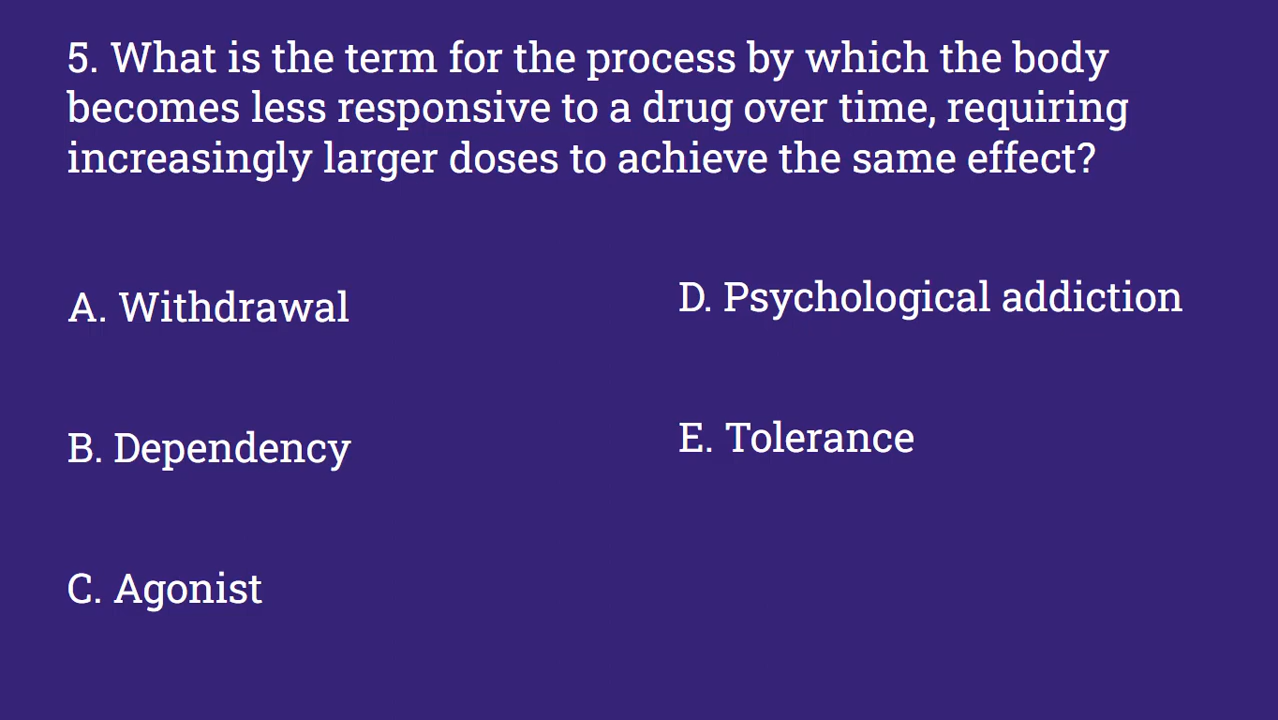 5. What is the term for the process by which the body
becomes less responsive to a drug over time, requiring
increasingly larger doses to achieve the same effect?
A. Withdrawal
B. Dependency
C. Agonist
D. Psychological addiction
E. Tolerance